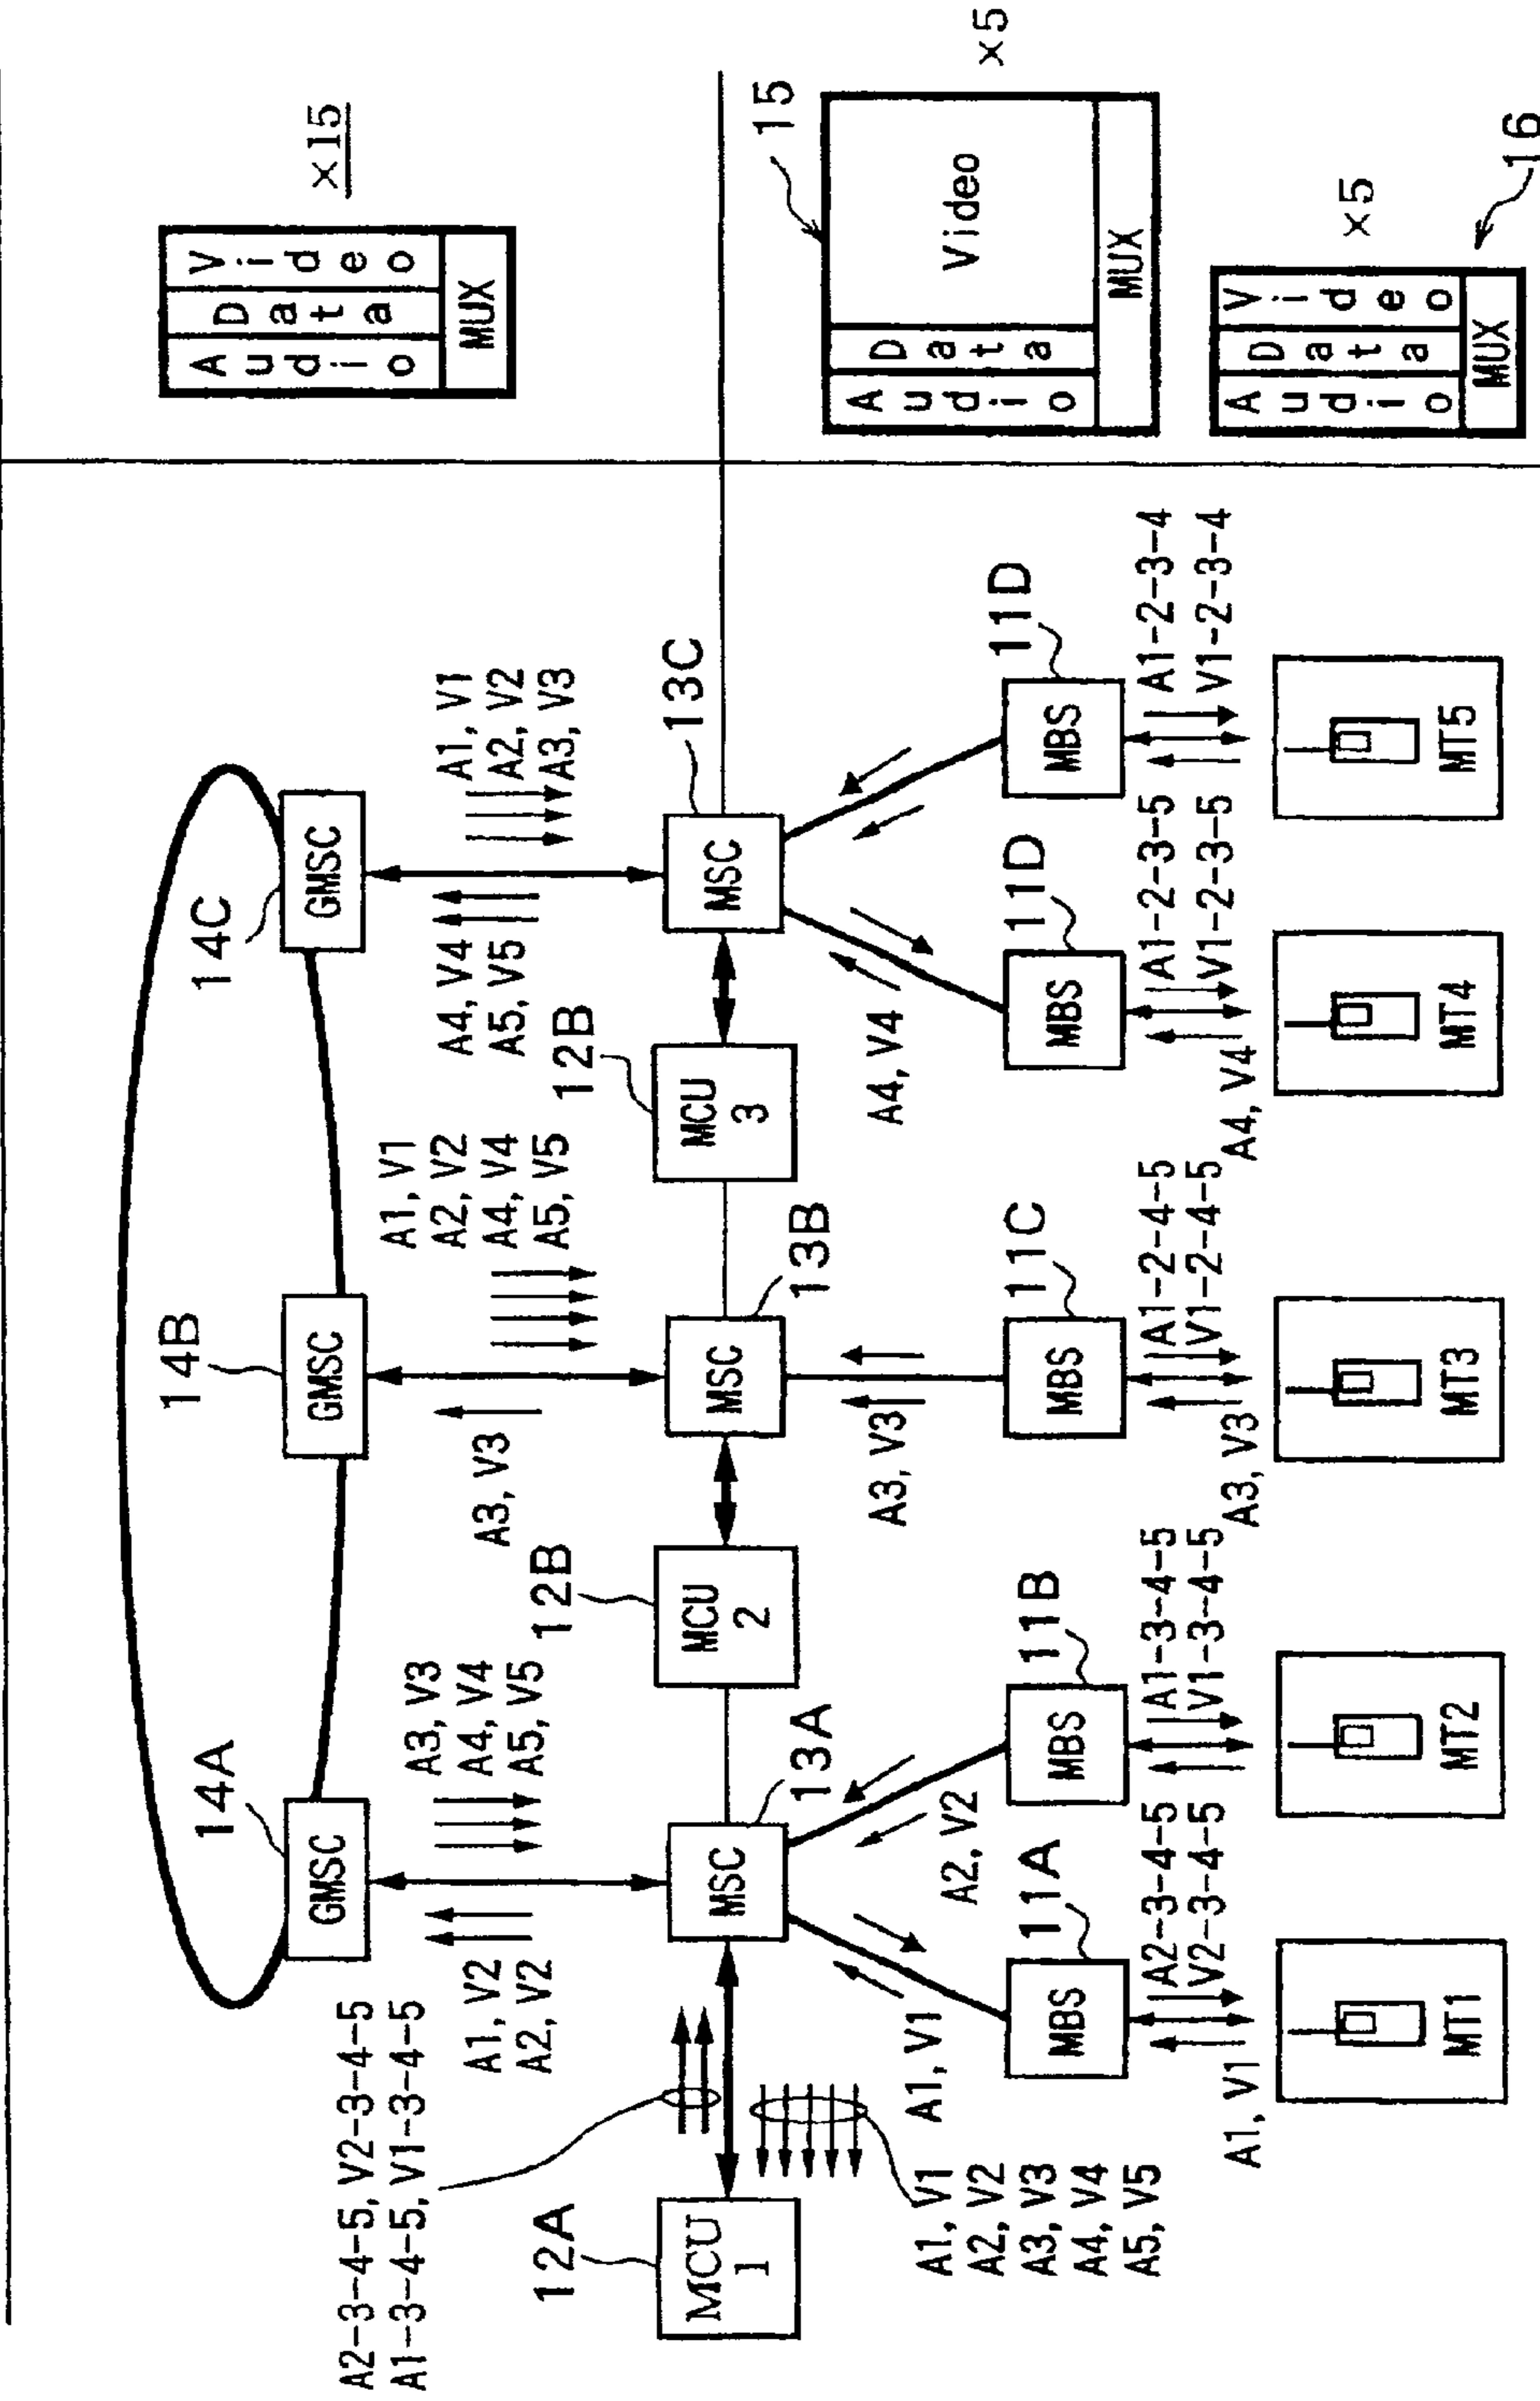 ×15
Audio
Data
Video
MUX
14A
GMSC
14B
GMSC
14C
GMSC
A2-3-4-5, V2-3-4-5
A1-3-4-5, V1-3-4-5
A1, V2
A2, V2
A3, V3
A4, V4
A5, V5
A3, V3
A1, V1
A2, V2
A4, V4
A5, V5
A4, V4
A5, V5
A1, V1
A2, V2
A3, V3
12A
MCU
1
13A
MSC
12B
MCU
2
13B
MSC
12B
MCU
3
13C
MSC
15
Audio
Data
Video
MUX
×5
A1, V1
A2, V2
A3, V3
A4, V4
A5, V5
A1, V1
A2, V2
A3, V3
A4, V4
11A
MBS
11B
MBS
11C
MBS
11D
MBS
11D
MBS
A2-3-4-5
V2-3-4-5
A1-3-4-5
V1-3-4-5
A1-2-4-5
V1-2-4-5
A1-2-3-5
V1-2-3-5
A1-2-3-4
V1-2-3-4
A1, V1
A3, V3
A4, V4
MT1
MT2
MT3
MT4
MT5
Audio
Data
Video
MUX
×5
16